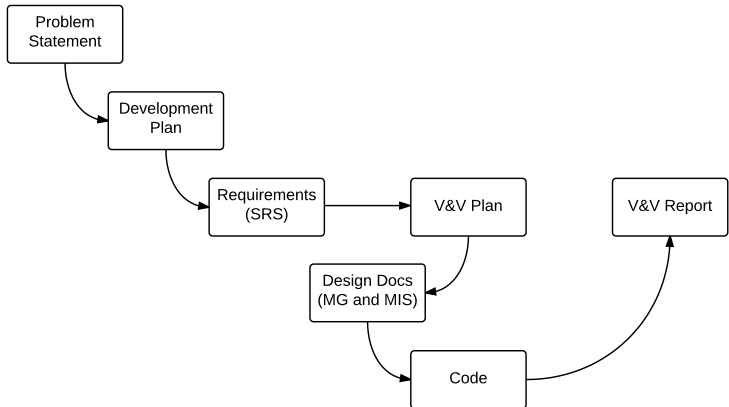 Problem
Statement
Development
Plan
Requirements
(SRS)
V&V Plan
V&V Report
Design Docs
(MG and MIS)
Code